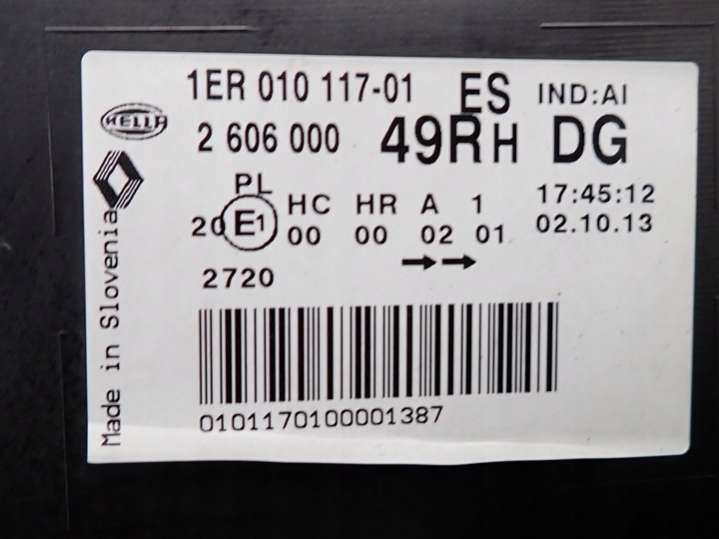 1ER 010 117-01 ES IND:AI
HELLA
2 606 000 49RH DG
PL
HC HR A 1
17:45:12
20 E1
00 00 02 01
02.10.13
2720
Made in Slovenia
0101170100001387